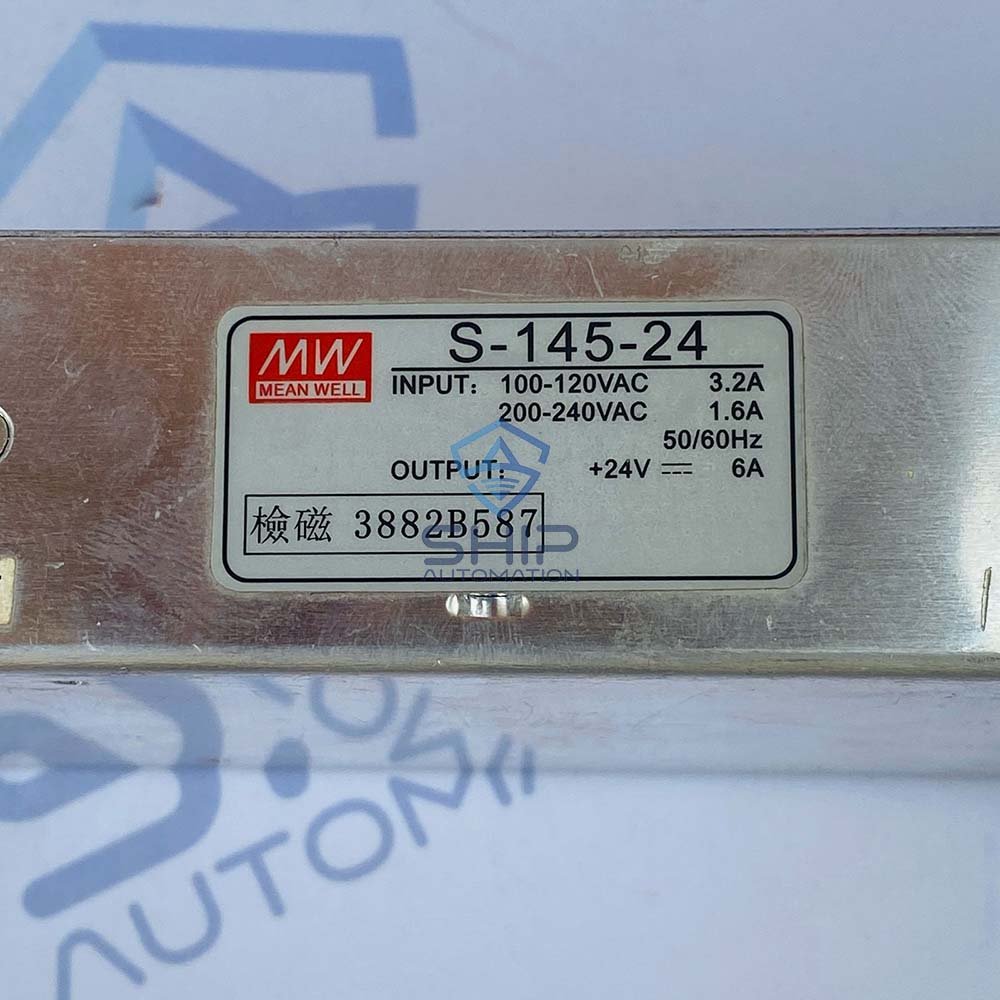 MW
MEAN WELL
S-145-24
INPUT: 100-120VAC 3.2A
200-240VAC 1.6A
50/60Hz
OUTPUT: +24V ⎓ 6A
檢磁 3882B587
SHIP
AUTOMATION
AUTOM